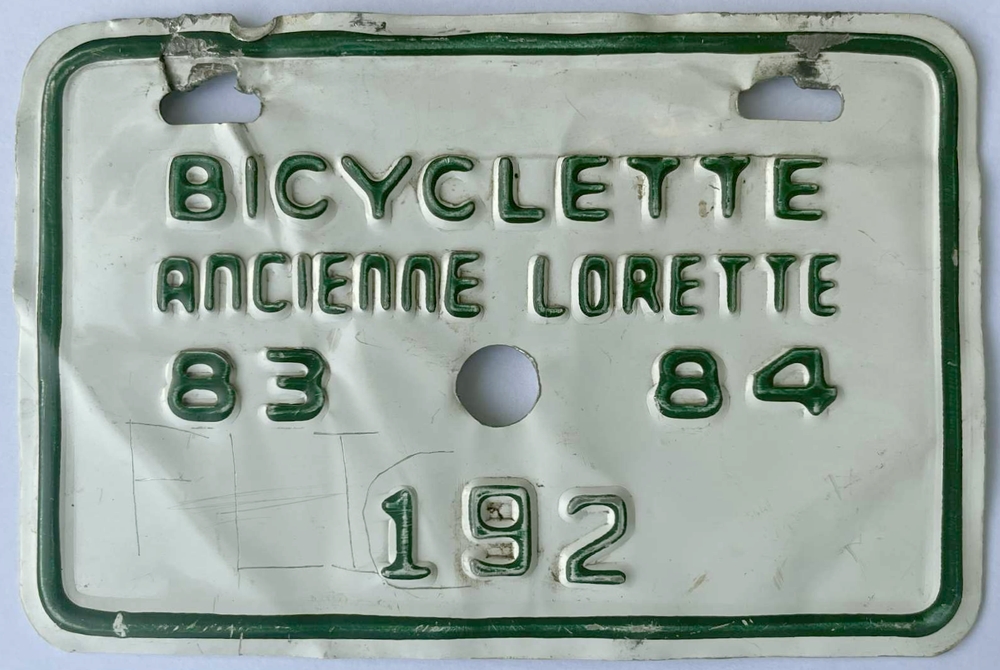 BICYCLETTE
ANCIENNE LORETTE
83 84
192